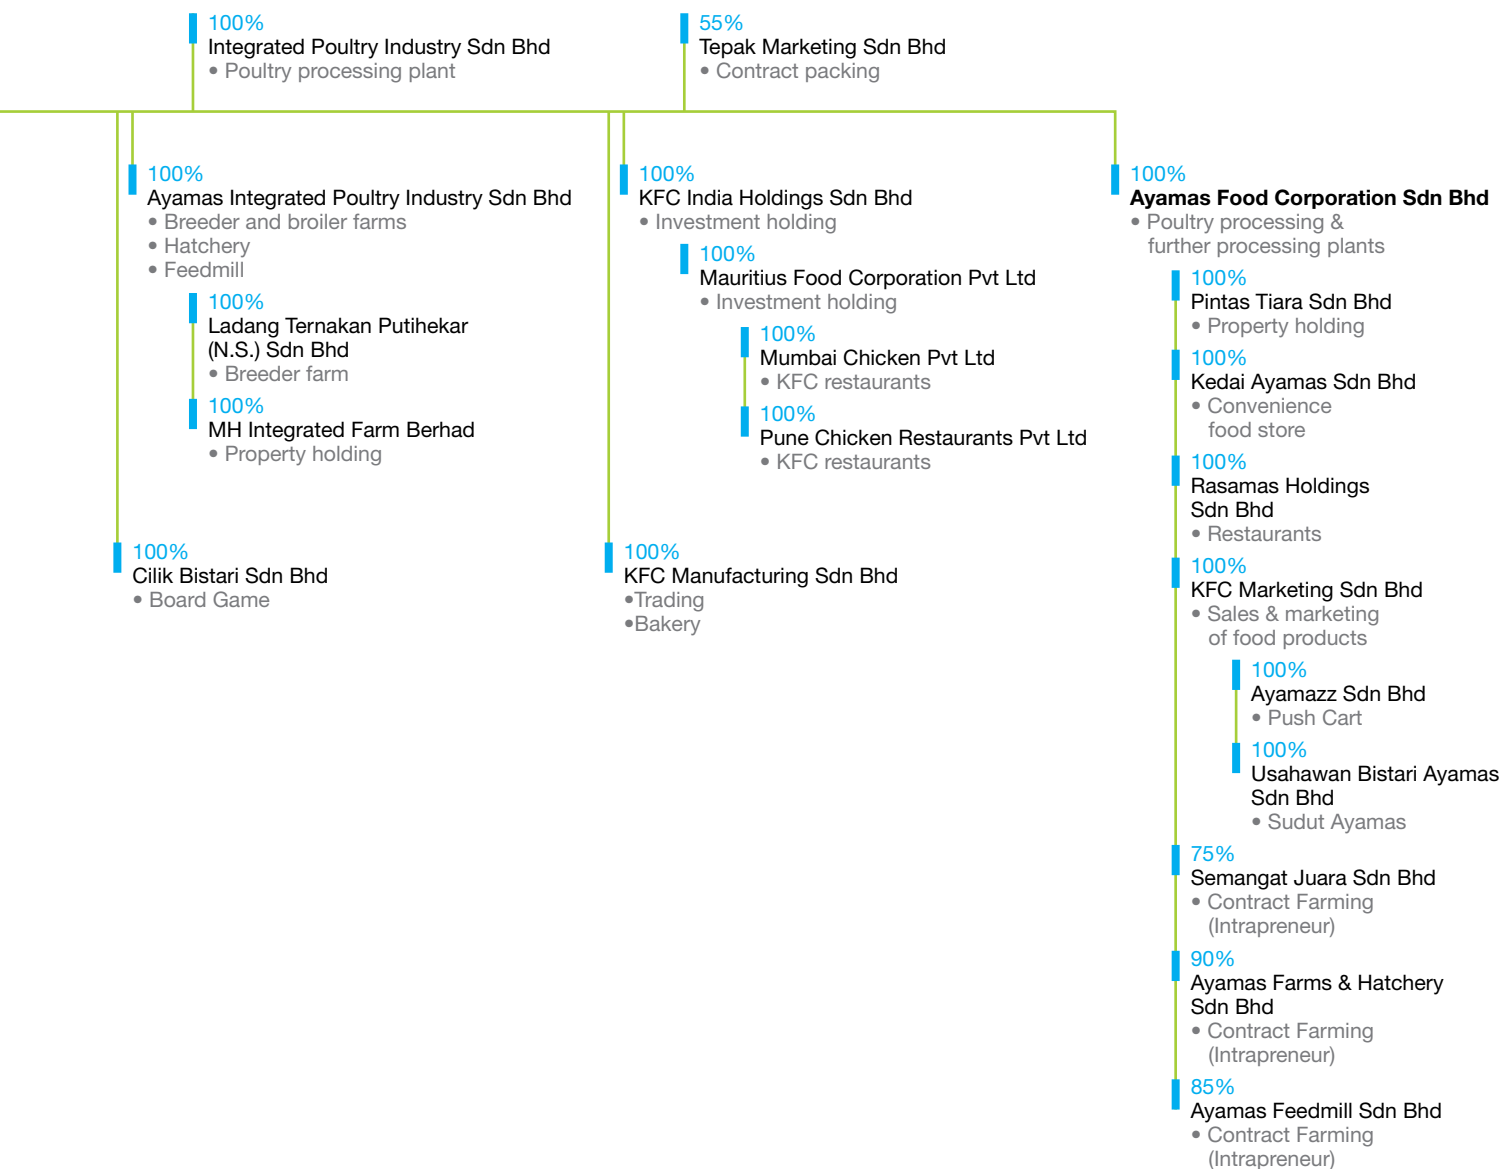 100%
Integrated Poultry Industry Sdn Bhd
• Poultry processing plant
55%
Tepak Marketing Sdn Bhd
• Contract packing
100%
Ayamas Integrated Poultry Industry Sdn Bhd
• Breeder and broiler farms
• Hatchery
• Feedmill
100%
Ladang Ternakan Putihekar
(N.S.) Sdn Bhd
• Breeder farm
100%
MH Integrated Farm Berhad
• Property holding
100%
Cilik Bistari Sdn Bhd
• Board Game
100%
KFC India Holdings Sdn Bhd
• Investment holding
100%
Mauritius Food Corporation Pvt Ltd
• Investment holding
100%
Mumbai Chicken Pvt Ltd
• KFC restaurants
100%
Pune Chicken Restaurants Pvt Ltd
• KFC restaurants
100%
KFC Manufacturing Sdn Bhd
•Trading
•Bakery
100%
Ayamas Food Corporation Sdn Bhd
• Poultry processing &
further processing plants
100%
Pintas Tiara Sdn Bhd
• Property holding
100%
Kedai Ayamas Sdn Bhd
• Convenience
food store
100%
Rasamas Holdings
Sdn Bhd
• Restaurants
100%
KFC Marketing Sdn Bhd
• Sales & marketing
of food products
100%
Ayamazz Sdn Bhd
• Push Cart
100%
Usahawan Bistari Ayamas
Sdn Bhd
• Sudut Ayamas
75%
Semangat Juara Sdn Bhd
• Contract Farming
(Intrapreneur)
90%
Ayamas Farms & Hatchery
Sdn Bhd
• Contract Farming
(Intrapreneur)
85%
Ayamas Feedmill Sdn Bhd
• Contract Farming
(Intrapreneur)